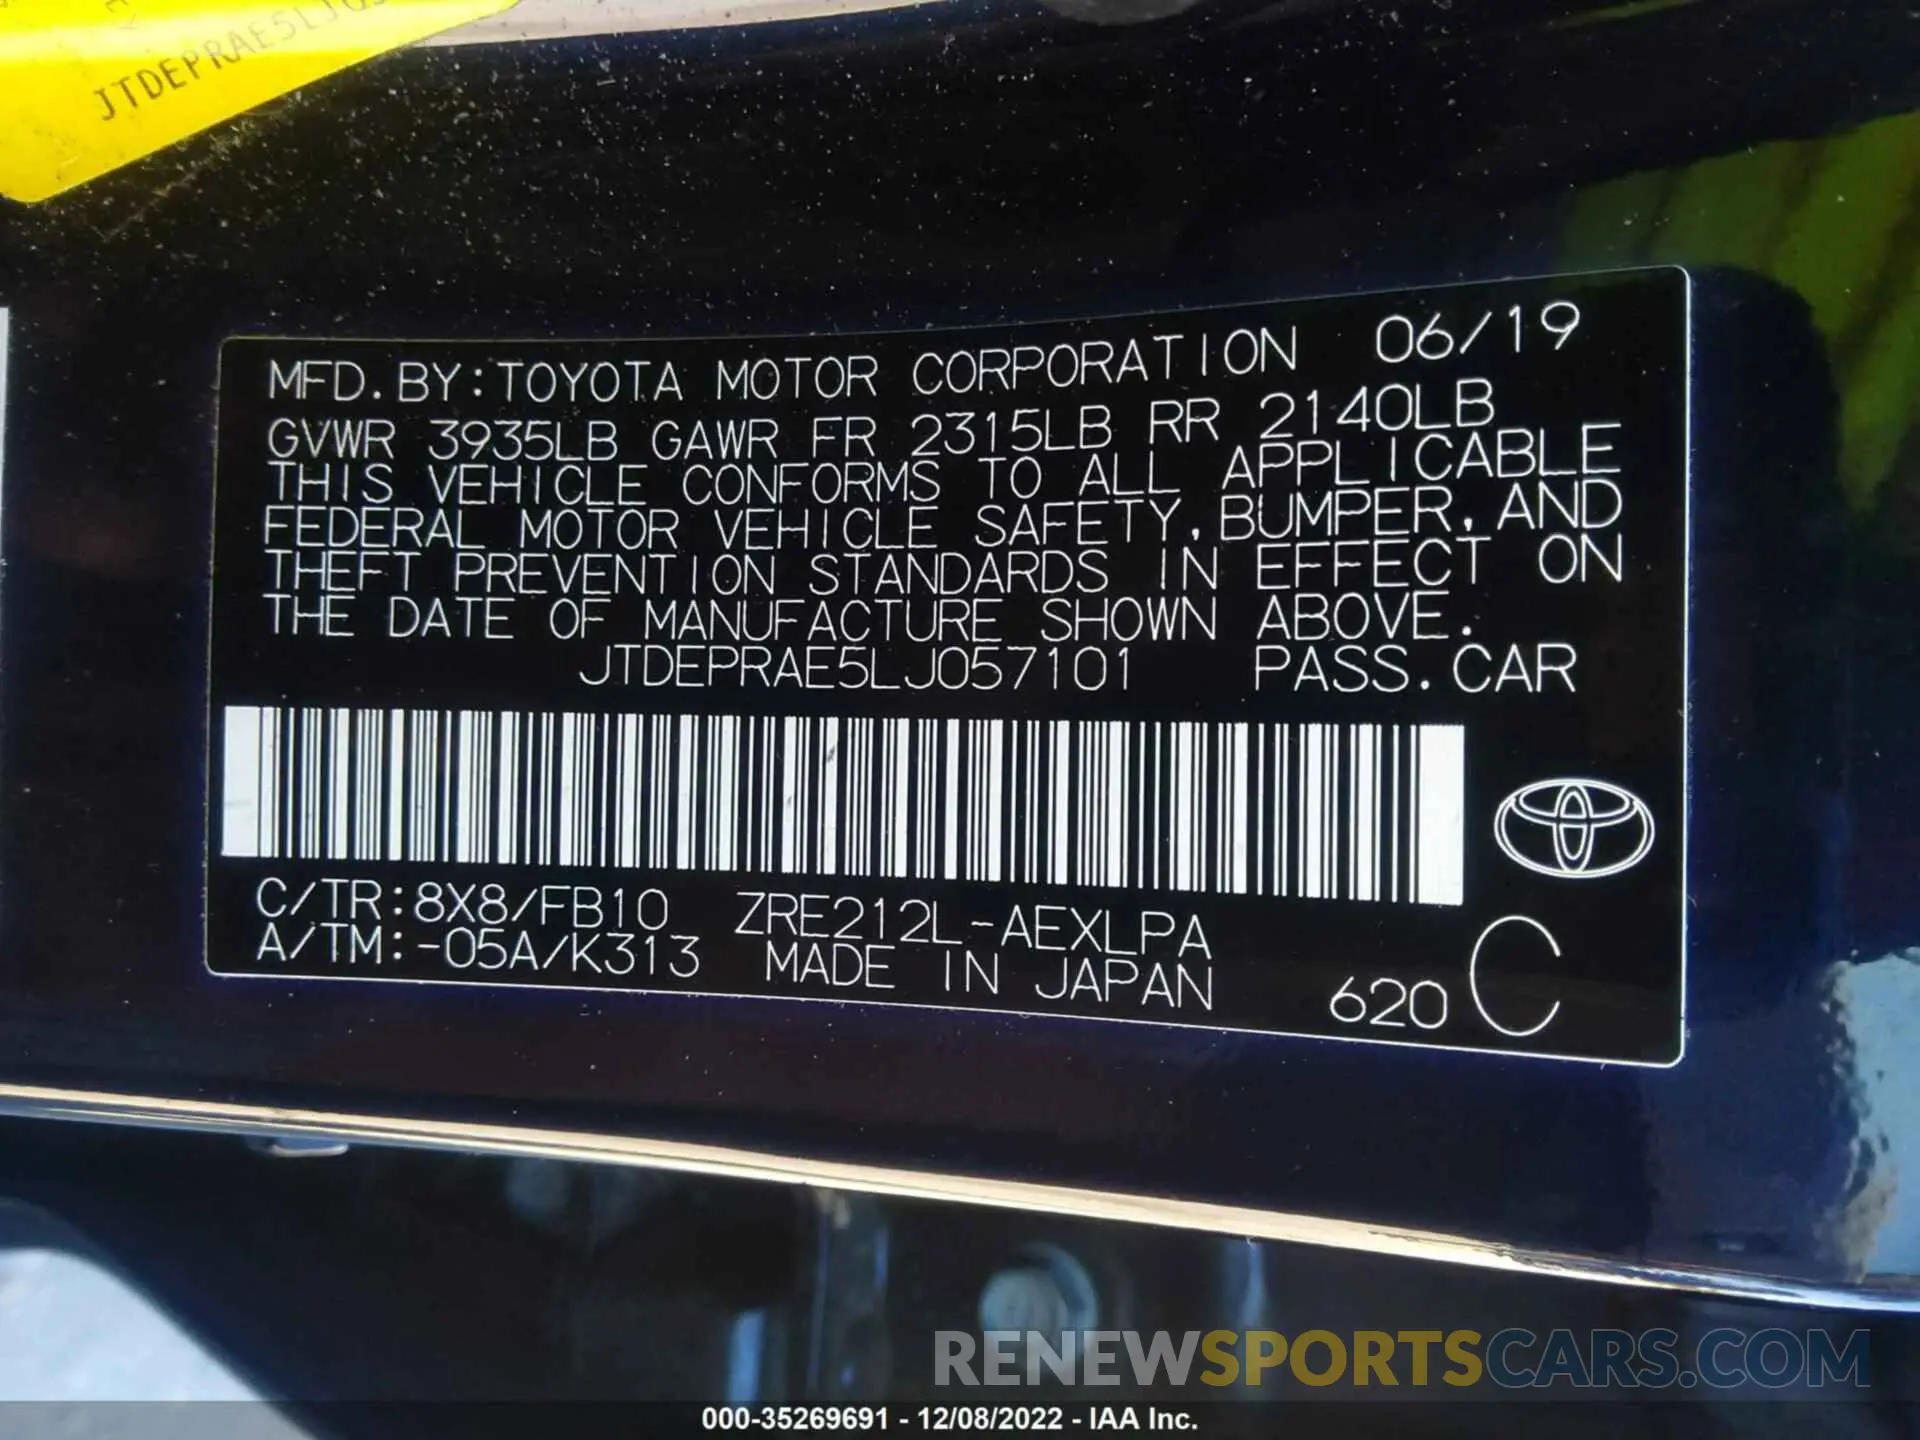 JTDEPRAE5LJ05
MFD.BY:TOYOTA MOTOR CORPORATION 06/19
GVWR 3935LB GAWR FR 2315LB RR 2140LB
THIS VEHICLE CONFORMS TO ALL APPLICABLE
FEDERAL MOTOR VEHICLE SAFETY,BUMPER,AND
THEFT PREVENTION STANDARDS IN EFFECT ON
THE DATE OF MANUFACTURE SHOWN ABOVE.
JTDEPRAE5LJ057101 PASS.CAR
C/TR:8X8/FB10 ZRE212L-AEXLPA
A/TM:-05A/K313 MADE IN JAPAN 620 C
RENEWSPORTSCARS.COM
000-35269691 - 12/08/2022 - IAA Inc.